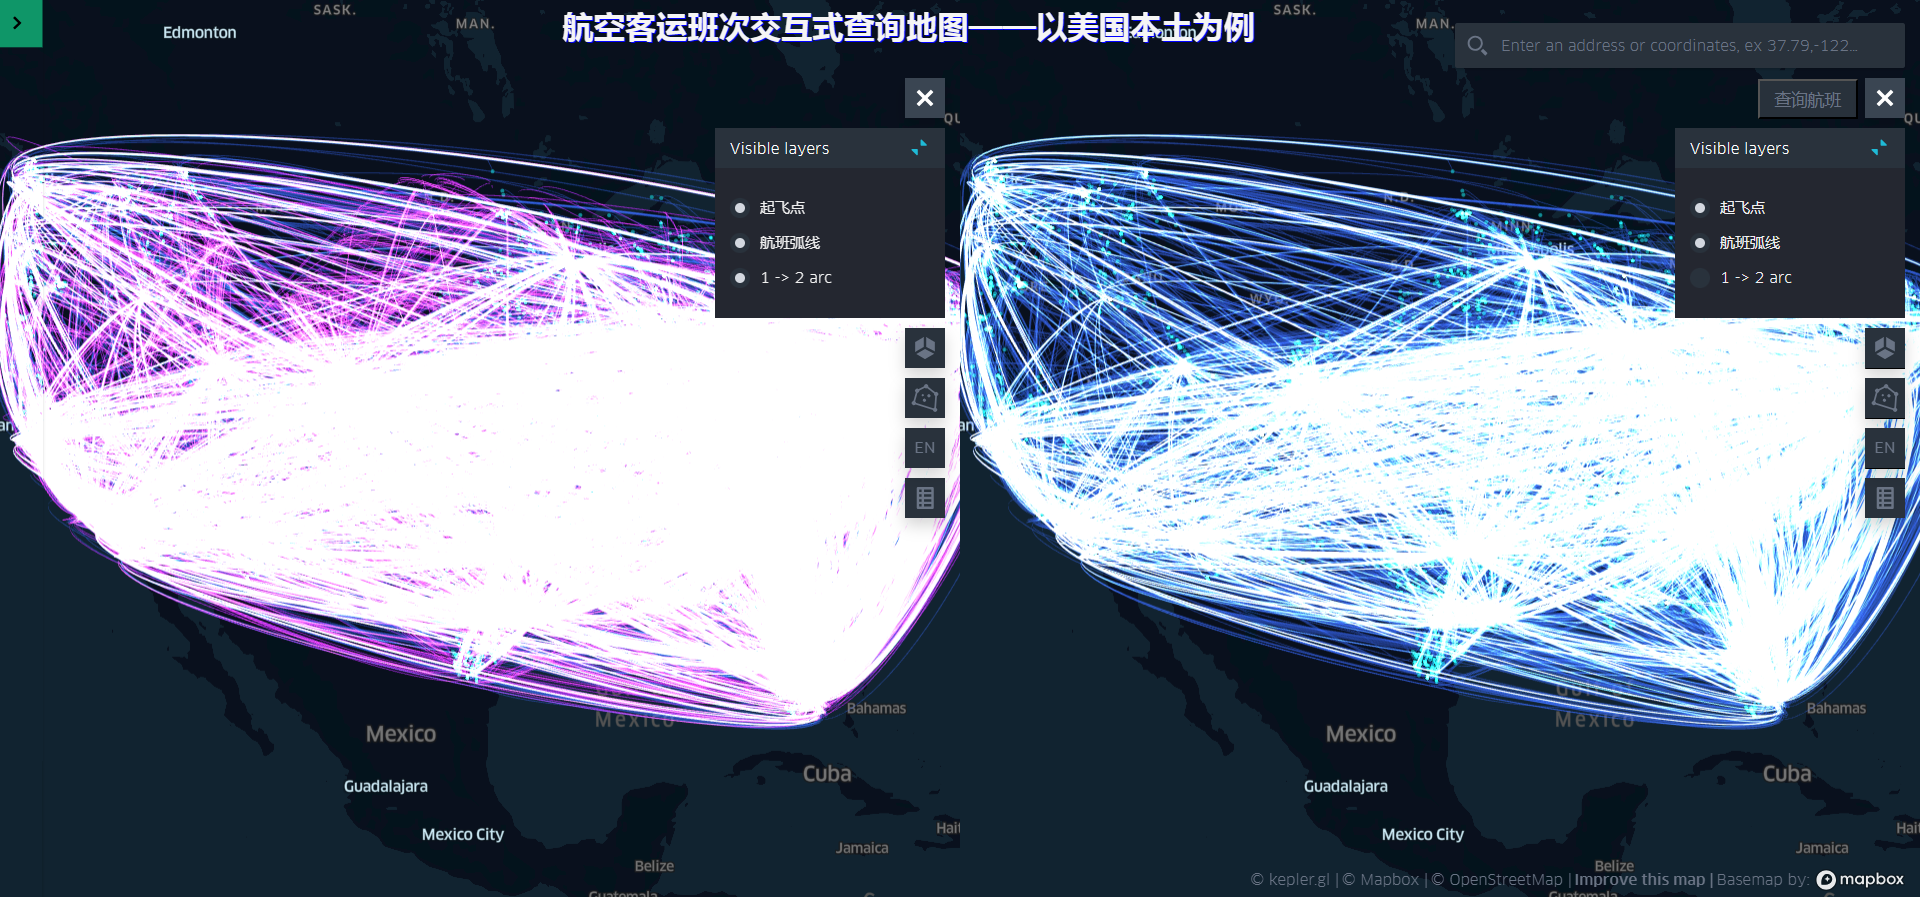 航空客运班次交互式查询地图——以美国本土为例
SASK.
MAN.
Edmonton
SASK.
MAN.
Enter an address or coordinates, ex 37.79,-122...
查询航班
Visible layers
起飞点
航班弧线
1 -> 2 arc
EN
Visible layers
起飞点
航班弧线
1 -> 2 arc
EN
Mexico
Mexico
Bahamas
Cuba
Guadalajara
Mexico City
Jamaica
Belize
Guatemala
Gulf of
Mexico
Mexico
Bahamas
Cuba
Guadalajara
Mexico City
Jamaica
Belize
Guatemala
© kepler.gl | © Mapbox | © OpenStreetMap | Improve this map | Basemap by: mapbox